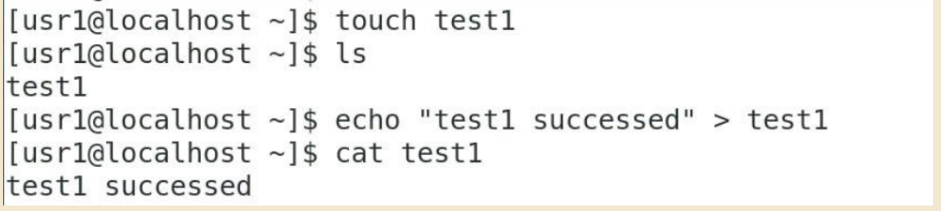 [usr1@localhost ~]$ touch test1
[usr1@localhost ~]$ ls
test1
[usr1@localhost ~]$ echo "test1 successed" > test1
[usr1@localhost ~]$ cat test1
test1 successed